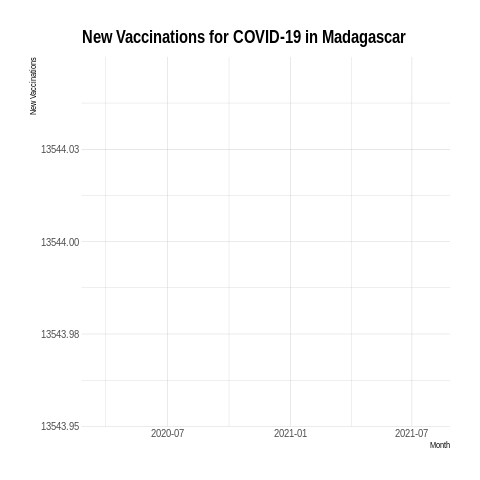 New Vaccinations for COVID-19 in Madagascar
New Vaccinations
13544.03
13544.00
13543.98
13543.95
2020-07
2021-01
2021-07
Month